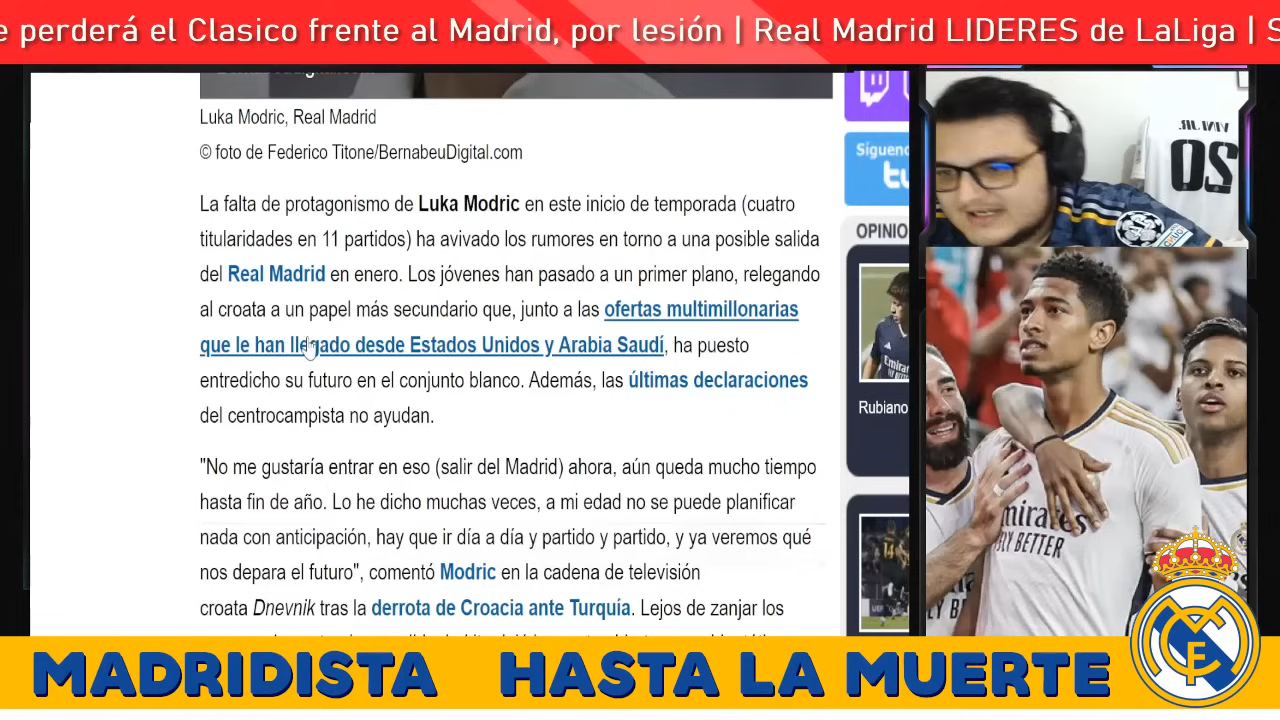 e perderá el Clasico frente al Madrid, por lesión | Real Madrid LIDERES de LaLiga | S
Luka Modric, Real Madrid
© foto de Federico Titone/BernabeuDigital.com
La falta de protagonismo de Luka Modric en este inicio de temporada (cuatro
titularidades en 11 partidos) ha avivado los rumores en torno a una posible salida
del Real Madrid en enero. Los jóvenes han pasado a un primer plano, relegando
al croata a un papel más secundario que, junto a las ofertas multimillonarias
que le han llegado desde Estados Unidos y Arabia Saudí, ha puesto
entredicho su futuro en el conjunto blanco. Además, las últimas declaraciones
del centrocampista no ayudan.
"No me gustaría entrar en eso (salir del Madrid) ahora, aún queda mucho tiempo
hasta fin de año. Lo he dicho muchas veces, a mi edad no se puede planificar
nada con anticipación, hay que ir día a día y partido y partido, y ya veremos qué
nos depara el futuro", comentó Modric en la cadena de televisión
croata Dnevnik tras la derrota de Croacia ante Turquía. Lejos de zanjar los
Sígueno
tu
OPINIO
Rubiano
VINI JR.
20
Emirates
FLY BETTER
MADRIDISTA HASTA LA MUERTE